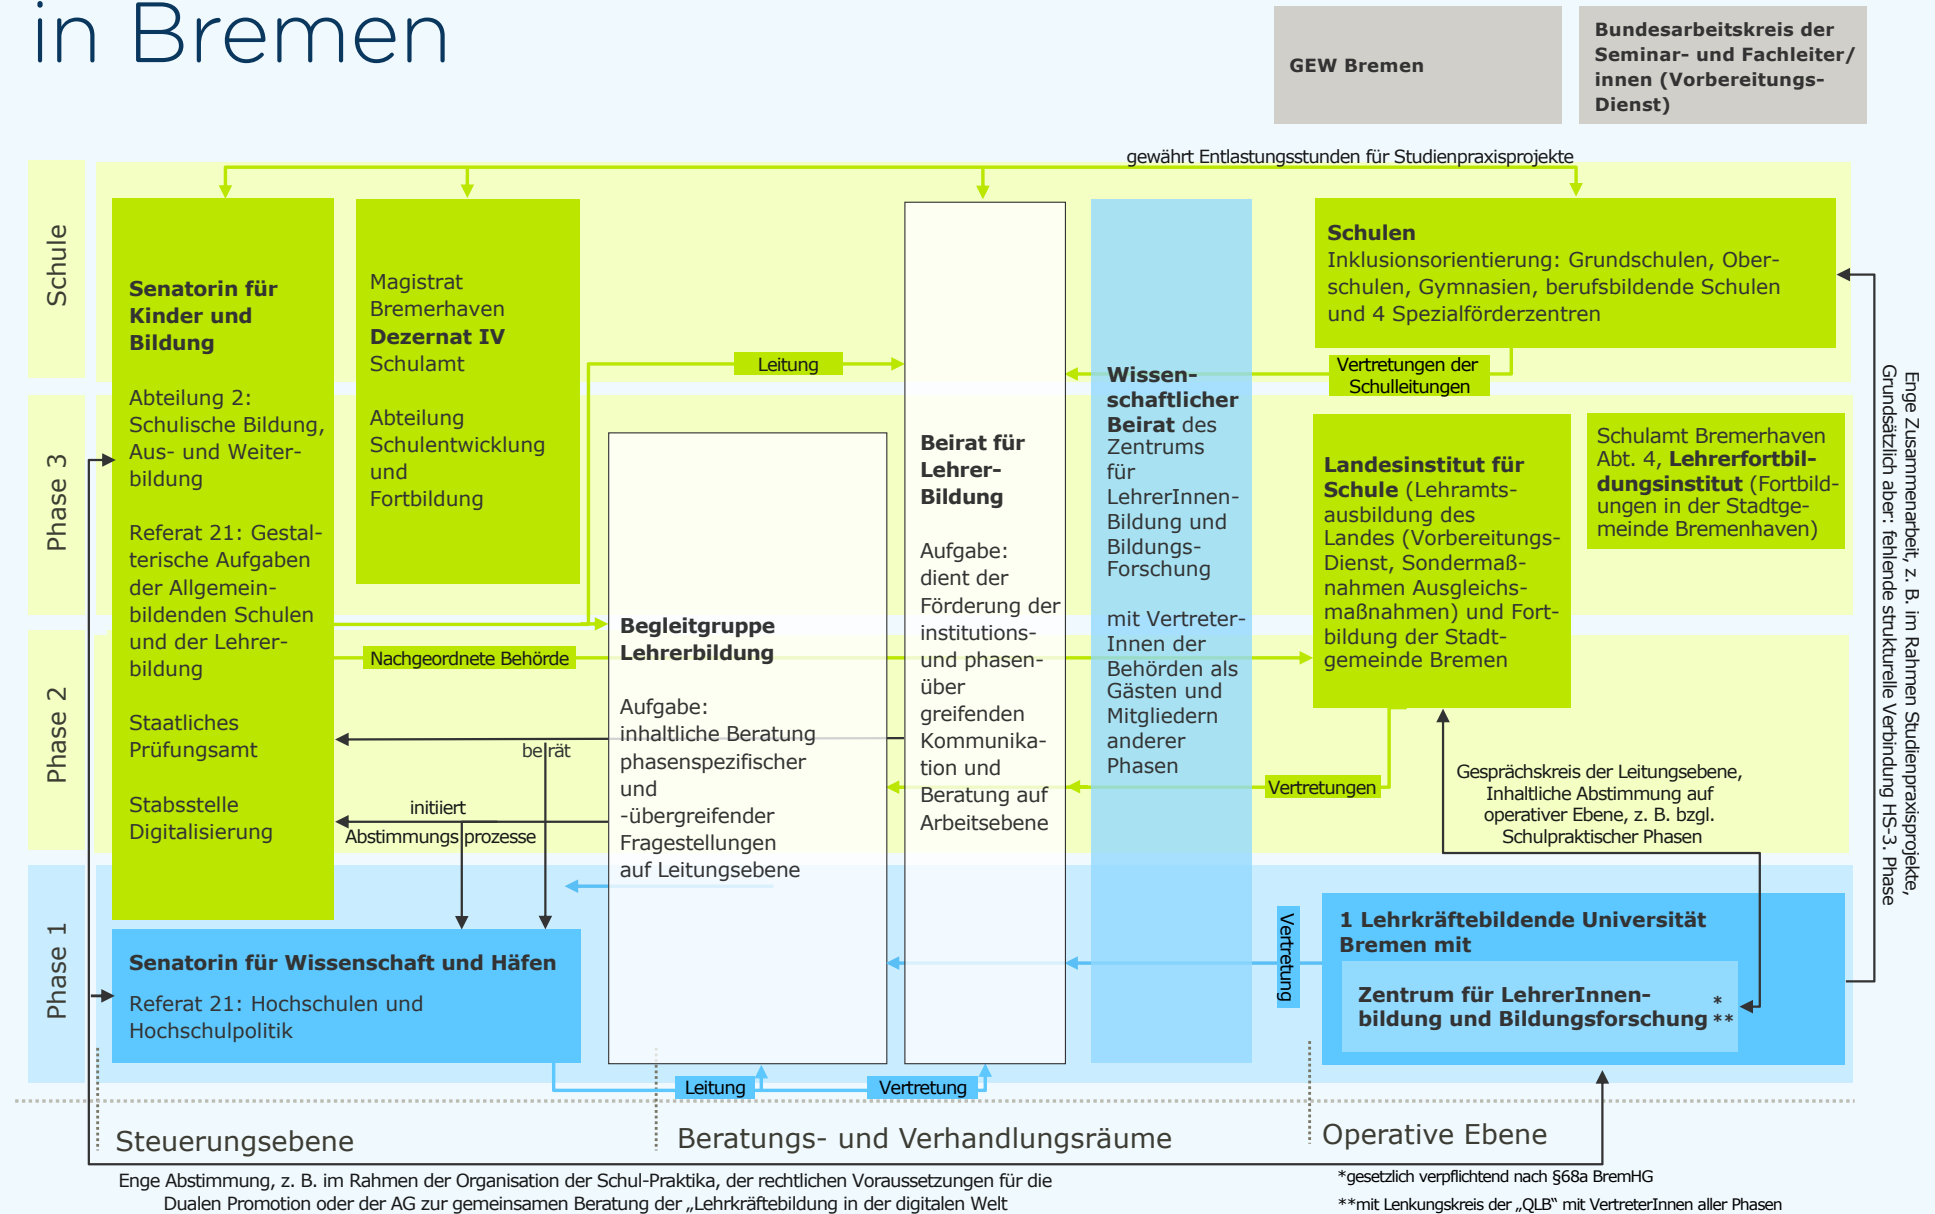 in Bremen
GEW Bremen
Bundesarbeitskreis der
Seminar- und Fachleiter/
innen (Vorbereitungs-
Dienst)
gewährt Entlastungsstunden für Studienpraxisprojekte
Schule
Phase 3
Phase 2
Phase 1
Senatorin für
Kinder und
Bildung
Abteilung 2:
Schulische Bildung,
Aus- und Weiter-
bildung
Referat 21: Gestal-
terische Aufgaben
der Allgemein-
bildenden Schulen
und der Lehrer-
bildung
Staatliches
Prüfungsamt
Stabsstelle
Digitalisierung
Magistrat
Bremerhaven
Dezernat IV
Schulamt
Abteilung
Schulentwicklung
und
Fortbildung
Leitung
Nachgeordnete Behörde
berät
initiiert
Abstimmungsprozesse
Begleitgruppe
Lehrerbildung
Aufgabe:
inhaltliche Beratung
phasenspezifischer
und
-übergreifender
Fragestellungen
auf Leitungsebene
Beirat für
Lehrer-
Bildung
Aufgabe:
dient der
Förderung der
institutions-
und phasen-
über
greifenden
Kommunika-
tion und
Beratung auf
Arbeitsebene
Wissen-
schaftlicher
Beirat des
Zentrums
für
LehrerInnen-
Bildung und
Bildungs-
Forschung
mit Vertreter-
Innen der
Behörden als
Gästen und
Mitgliedern
anderer
Phasen
Schulen
Inklusionsorientierung: Grundschulen, Ober-
schulen, Gymnasien, berufsbildende Schulen
und 4 Spezialförderzentren
Vertretungen der
Schulleitungen
Landesinstitut für
Schule (Lehramts-
ausbildung des
Landes (Vorbereitungs-
Dienst, Sondermaß-
nahmen Ausgleichs-
maßnahmen) und Fort-
bildung der Stadt-
gemeinde Bremen
Schulamt Bremerhaven
Abt. 4, Lehrerfortbil-
dungsinstitut (Fortbild-
ungen in der Stadtge-
meinde Bremenhaven)
Vertretungen
Gesprächskreis der Leitungsebene,
Inhaltliche Abstimmung auf
operativer Ebene, z. B. bzgl.
Schulpraktischer Phasen
Enge Zusammenarbeit, z. B. im Rahmen Studienpraxisprojekte,
Grundsätzlich aber: fehlende strukturelle Verbindung HS-3. Phase
Senatorin für Wissenschaft und Häfen
Referat 21: Hochschulen und
Hochschulpolitik
Vertretung
1 Lehrkräftebildende Universität
Bremen mit
Zentrum für LehrerInnen- *
bildung und Bildungsforschung **
Leitung
Vertretung
Steuerungsebene
Beratungs- und Verhandlungsräume
Operative Ebene
Enge Abstimmung, z. B. im Rahmen der Organisation der Schul-Praktika, der rechtlichen Voraussetzungen für die
Dualen Promotion oder der AG zur gemeinsamen Beratung der „Lehrkräftebildung in der digitalen Welt
*gesetzlich verpflichtend nach §68a BremHG
**mit Lenkungskreis der „QLB“ mit VertreterInnen aller Phasen